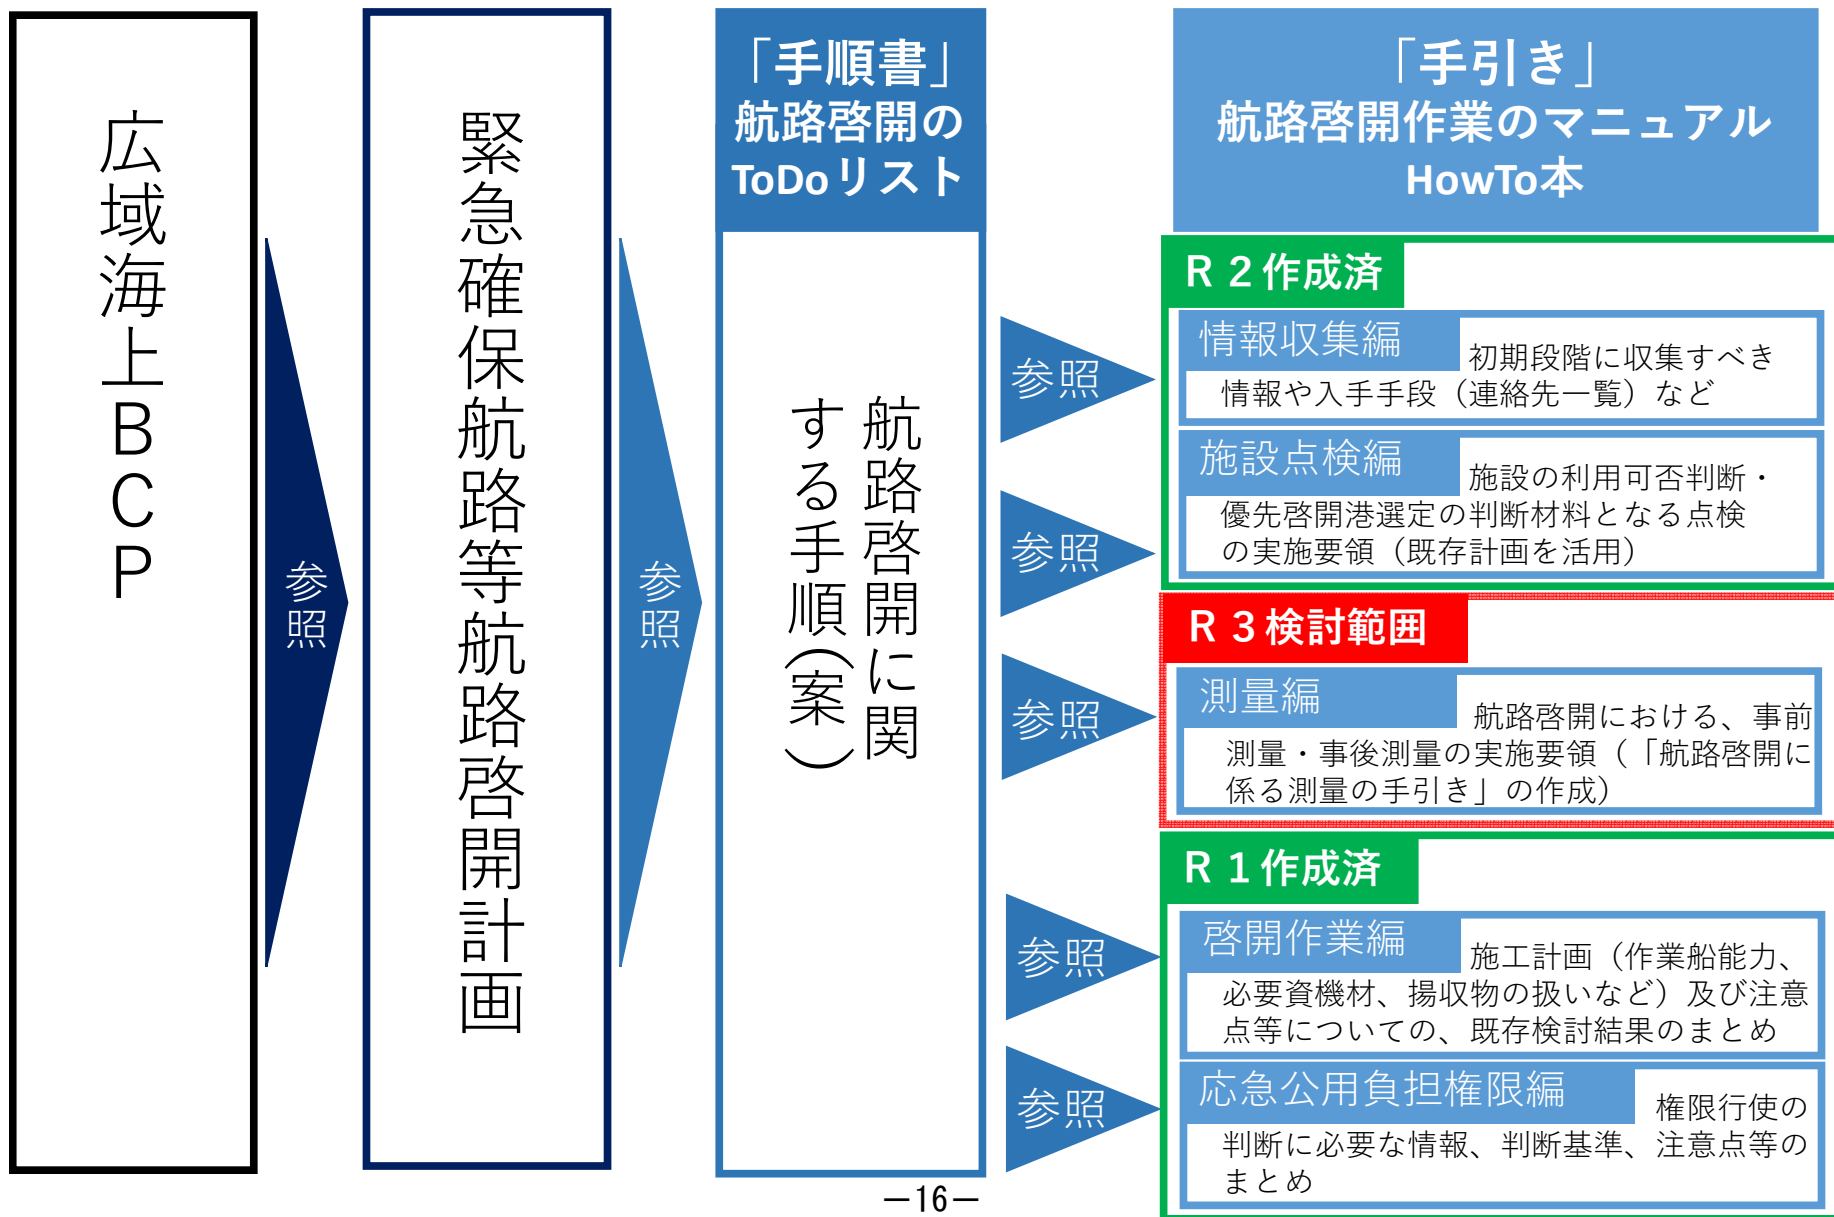 広域海上BCP
参照
緊急確保航路等航路啓開計画
参照
「手順書」
航路啓開の
ToDoリスト
航路啓開に関
する手順(案)
参照
参照
参照
参照
参照
「手引き」
航路啓開作業のマニュアル
HowTo本
R2作成済
情報収集編
初期段階に収集すべき
情報や入手手段(連絡先一覧)など
施設点検編
施設の利用可否判断・
優先啓開港選定の判断材料となる点検
の実施要領(既存計画を活用)
R3検討範囲
測量編
航路啓開における、事前
測量・事後測量の実施要領(「航路啓開に
係る測量の手引き」の作成)
R1作成済
啓開作業編
施工計画(作業船能力、
必要資機材、揚収物の扱いなど)及び注意
点等についての、既存検討結果のまとめ
応急公用負担権限編
権限行使の
判断に必要な情報、判断基準、注意点等の
まとめ
－16－